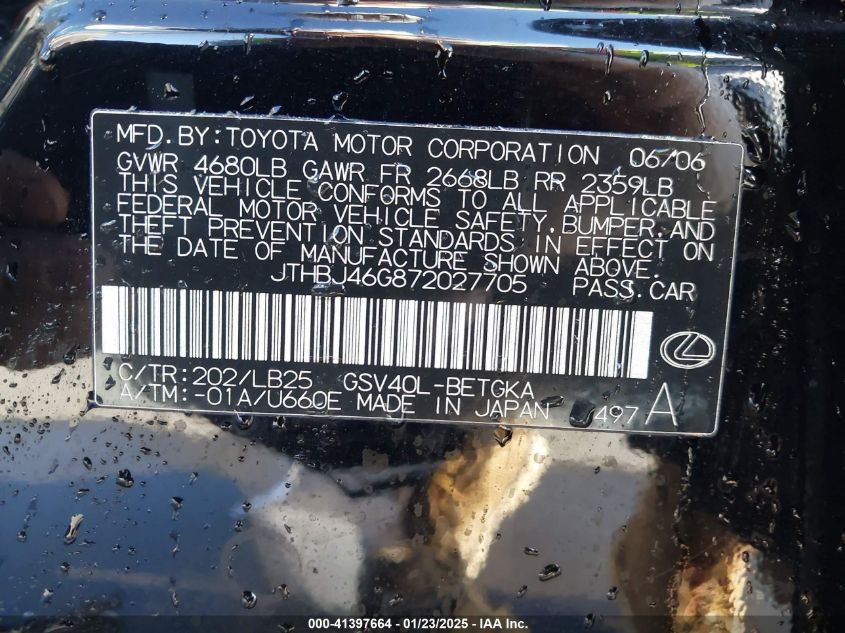 MFD.BY:TOYOTA MOTOR CORPORATION 06/06
GVWR 4680LB GAWR FR 2668LB RR 2359LB
THIS VEHICLE CONFORMS TO ALL APPLICABLE
FEDERAL MOTOR VEHICLE SAFETY,BUMPER,AND
THEFT PREVENTION STANDARDS IN EFFECT ON
THE DATE OF MANUFACTURE SHOWN ABOVE.
JTHBJ46G872027705 PASS.CAR
C/TR:202/LB25 GSV40L-BETGKA
A/TM:-01A/U660E MADE IN JAPAN 497 A
000-41397664 / 01/23/2025 - IAA Inc.